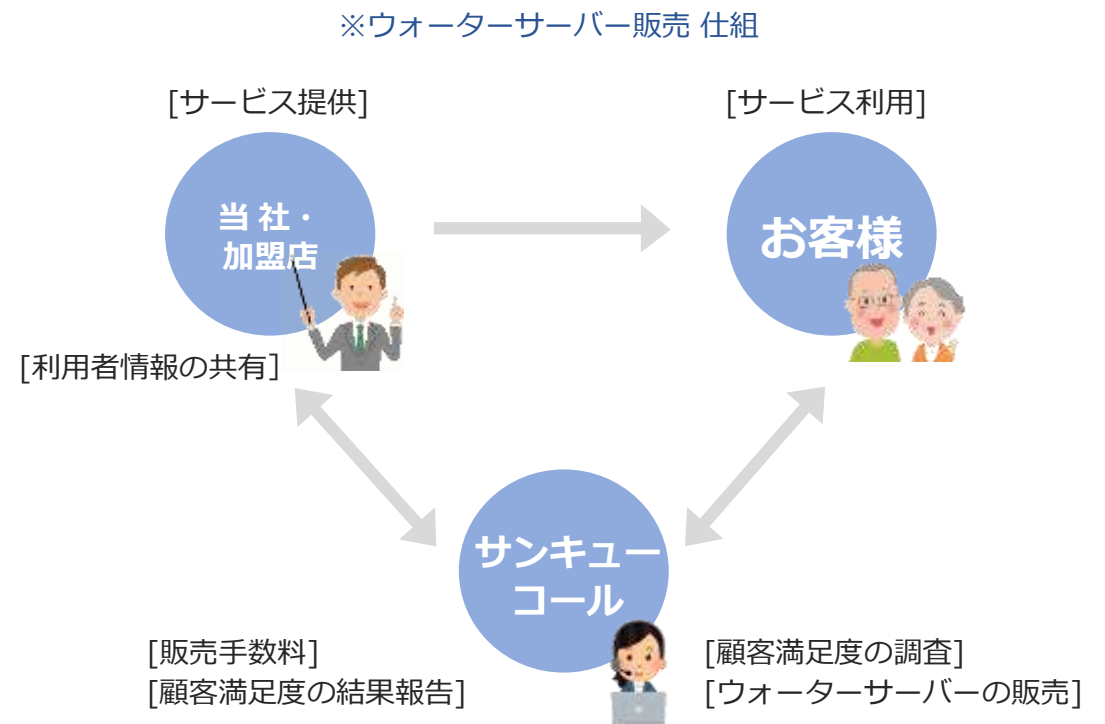 ※ウォーターサーバー販売 仕組
[サービス提供]
[サービス利用]
当 社・
加盟店
お客様
[利用者情報の共有]
サンキュー
コール
[販売手数料]
[顧客満足度の結果報告]
[顧客満足度の調査]
[ウォーターサーバーの販売]